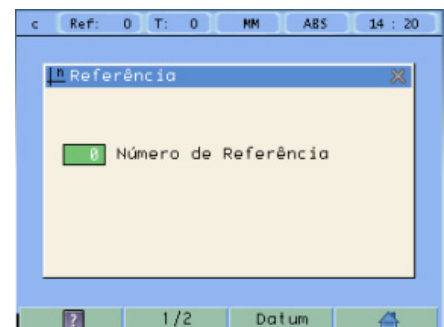 c Ref: 0 T: 0 MM ABS 14 : 20
n Referência
0 Número de Referência
? 1/2 Datum